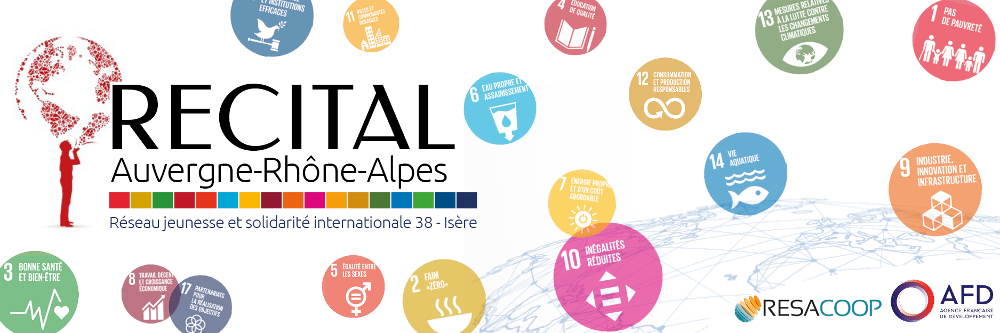 ET INSTITUTIONS
EFFICACES
11 VILLES ET
COMMUNAUTÉS
DURABLES
4 ÉDUCATION
DE QUALITÉ
13 MESURES RELATIVES
À LA LUTTE CONTRE
LES CHANGEMENTS
CLIMATIQUES
1 PAS
DE PAUVRETÉ
RECITAL
Auvergne-Rhône-Alpes
Réseau jeunesse et solidarité internationale 38 - Isère
6 EAU PROPRE ET
ASSAINISSEMENT
12 CONSOMMATION
ET PRODUCTION
RESPONSABLES
14 VIE
AQUATIQUE
9 INDUSTRIE,
INNOVATION ET
INFRASTRUCTURE
7 ÉNERGIE PROPRE
ET D'UN COÛT
ABORDABLE
10 INÉGALITÉS
RÉDUITES
3 BONNE SANTÉ
ET BIEN-ÊTRE
8 TRAVAIL DÉCENT
ET CROISSANCE
ÉCONOMIQUE
17 PARTENARIATS
POUR
LA RÉALISATION
DES OBJECTIFS
5 ÉGALITÉ ENTRE
LES SEXES
2 FAIM
«ZÉRO»
RESACOOP
AFD
AGENCE FRANÇAISE
DE DÉVELOPPEMENT